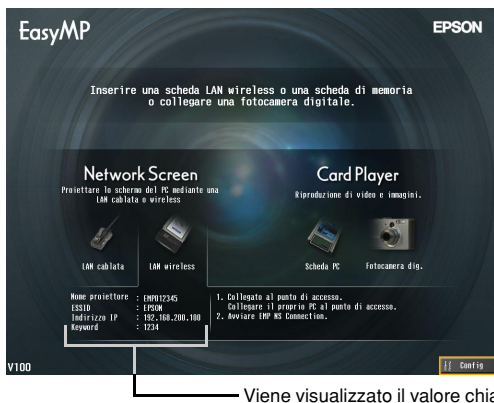 EasyMP
EPSON
Inserire una scheda LAN wireless o una scheda di memoria
o collegare una fotocamera digitale.
Network Screen
Proiettare lo schermo del PC mediante una
LAN cablata o wireless
LAN cablata
LAN wireless
Card Player
Riproduzione di video e immagini.
Scheda PC
Fotocamera dig.
Nome proiettore : EMP012345
ESSID : EPSON
Indirizzo IP : 192.168.200.100
Keyword : 1234
1. Collegato al punto di accesso.
Collegare il proprio PC al punto di accesso.
2. Avviare EMP NS Connection.
V100
Config
Viene visualizzato il valore chia